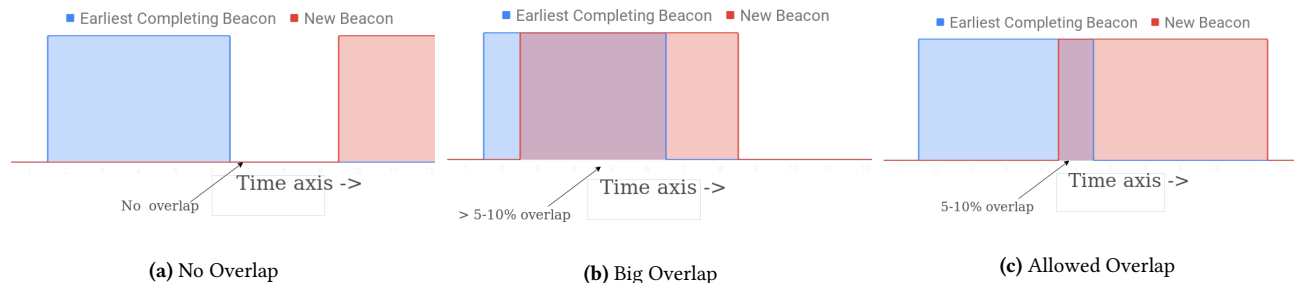 Earliest Completing Beacon New Beacon
Time axis ->
No overlap
(a) No Overlap
Earliest Completing Beacon New Beacon
Time axis ->
> 5-10% overlap
(b) Big Overlap
Earliest Completing Beacon New Beacon
Time axis ->
5-10% overlap
(c) Allowed Overlap